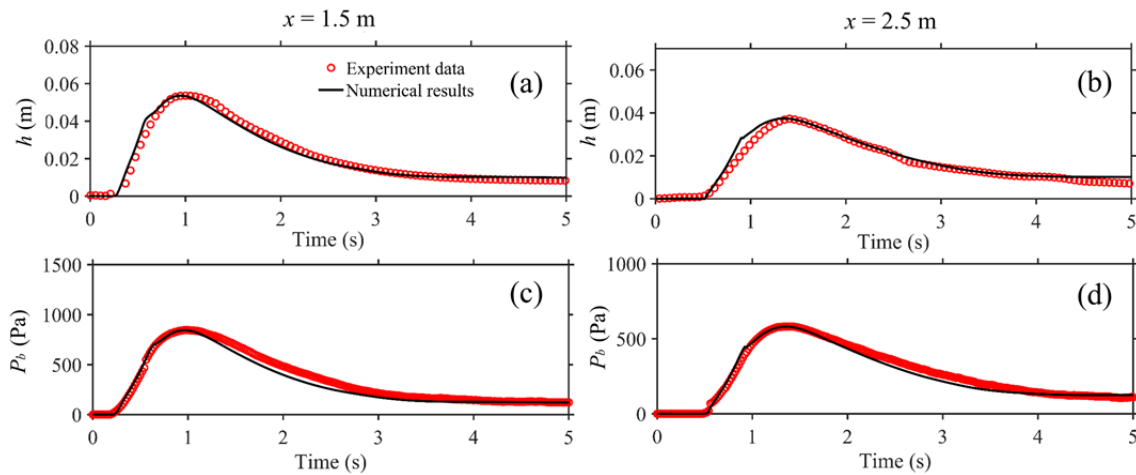 x = 1.5 m
x = 2.5 m
0.08
0.06
0.04
0.02
0
h (m)
Experiment data
Numerical results
(a)
0 1 2 3 4 5
Time (s)
0.06
0.04
0.02
0
h (m)
(b)
0 1 2 3 4 5
Time (s)
1500
1000
500
0
P_b (Pa)
(c)
0 1 2 3 4 5
Time (s)
1000
500
0
P_b (Pa)
(d)
0 1 2 3 4 5
Time (s)